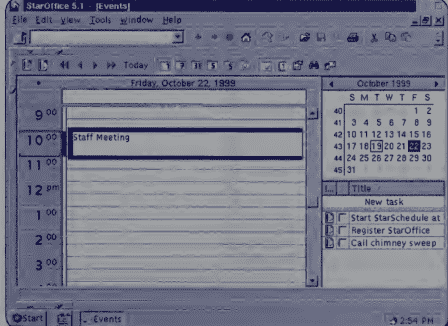 StarOffice 5.1 - [Events]
File Edit View Tools Window Help
Today
Friday, October 22, 1999
October 1999
S M T W T F S
40 1 2
41 3 4 5 6 7 8 9
42 10 11 12 13 14 15 16
43 17 18 19 20 21 22 23
44 24 25 26 27 28 29 30
45 31
9 00
10 00 Staff Meeting
11 00
12 pm
1 00
2 00
3 00
Title
New task
Start StarSchedule at
Register StarOffice
Call chimney sweep
Start
Events
2:54 PM